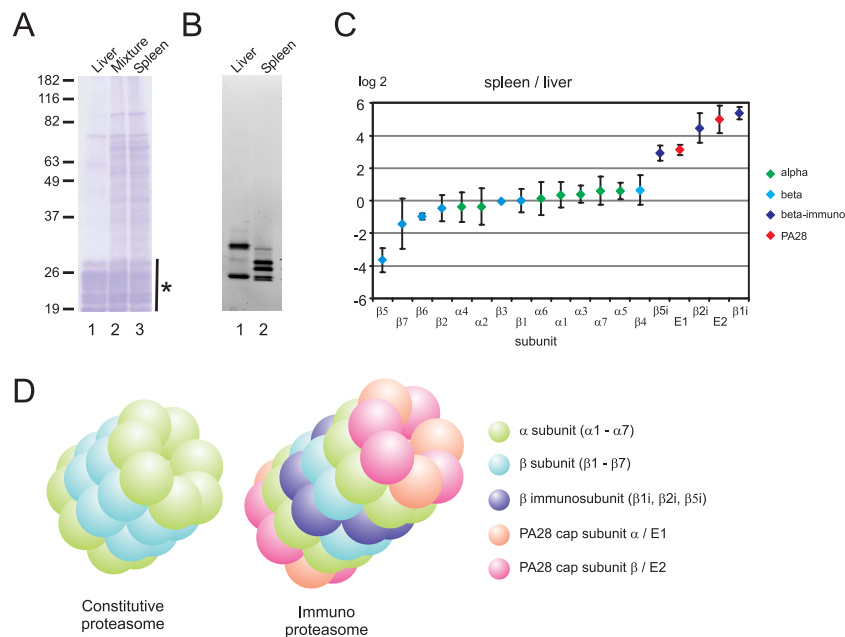 A
Liver
Mixture
Spleen
182
116
82
63
49
37
26
19
*
1 2 3
B
Liver
Spleen
1 2
C
log 2
spleen / liver
6
4
2
0
-2
-4
-6
β5
β7
β6
β2
α4
α2
β3
β1
α6
α1
α3
α7
α5
β4
β5i
E1
β2i
E2
β1i
subunit
alpha
beta
beta-immuno
PA28
D
Constitutive
proteasome
Immuno
proteasome
α subunit (α1 - α7)
β subunit (β1 - β7)
β immunosubunit (β1i, β2i, β5i)
PA28 cap subunit α / E1
PA28 cap subunit β / E2